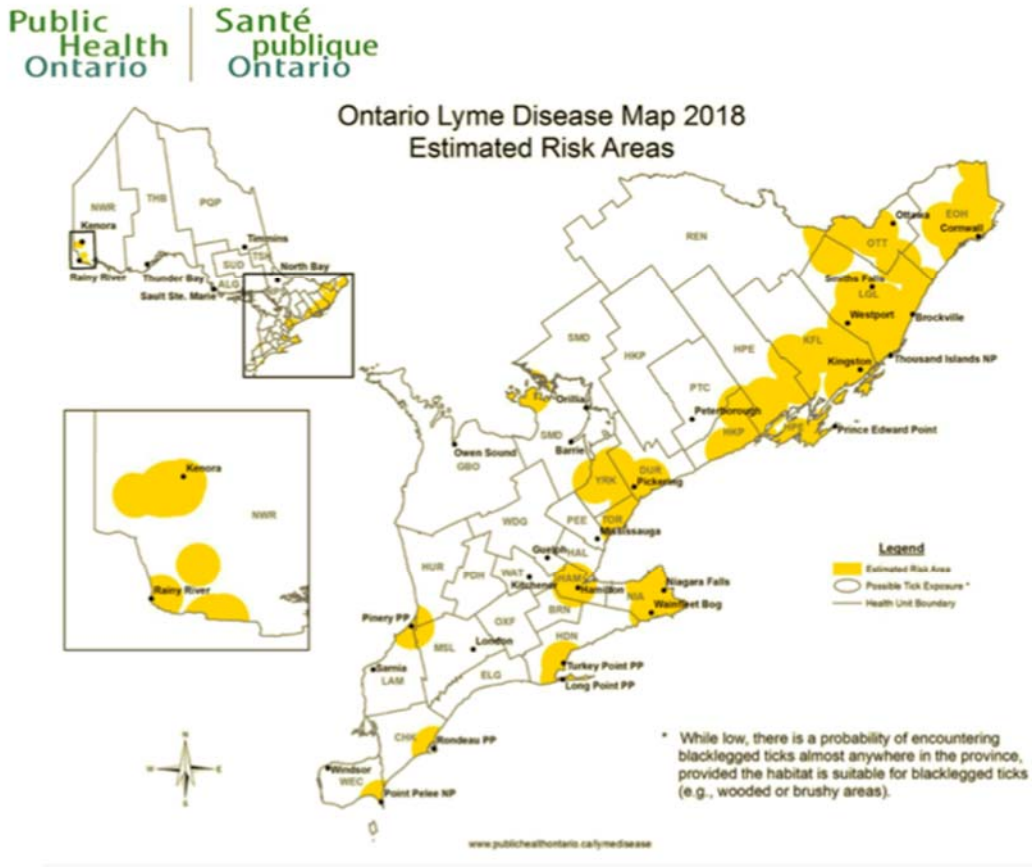 Public
Health
Ontario
Santé
publique
Ontario
Ontario Lyme Disease Map 2018
Estimated Risk Areas
NWR
THB
PQP
Kenora
Timmins
TSK
SUD
North Bay
Rainy River
Thunder Bay
ALG
Sault Ste. Marie
REN
Ottawa
EOH
Cornwall
OTT
Smiths Falls
LGL
Westport
Brockville
SMD
HKP
HPE
KFL
Kingston
Thousand Islands NP
PTC
Peterborough
Orillia
HKP
HPE
Prince Edward Point
SMD
Barrie
Owen Sound
GBO
YRK
DUR
Pickering
Kenora
NWR
Rainy River
WDG
PEE
TOR
Mississauga
Guelph
HAL
HUR
PDH
WAT
Kitchener
HAM
Hamilton
Niagara Falls
NIA
Wainfleet Bog
BRN
Pinery PP
OXF
HDN
MSL
London
Turkey Point PP
Sarnia
LAM
ELG
Long Point PP
CHK
Rondeau PP
Windsor
WEC
Point Pelee NP
Legend
Estimated Risk Area
Possible Tick Exposure *
Health Unit Boundary
N
W
E
S
* While low, there is a probability of encountering
blacklegged ticks almost anywhere in the province,
provided the habitat is suitable for blacklegged ticks
(e.g., wooded or brushy areas).
www.publichealthontario.ca/lymedisease